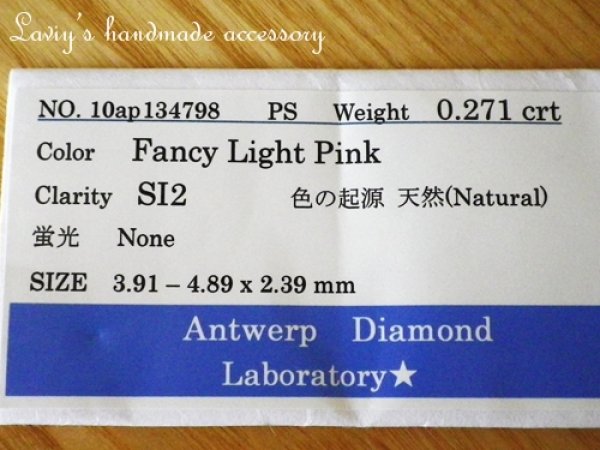 Laviy's handmade accessory
NO. 10ap134798 PS Weight 0.271 crt
Color Fancy Light Pink
Clarity SI2 色の起源 天然(Natural)
蛍光 None
SIZE 3.91 – 4.89 x 2.39 mm
Antwerp Diamond
Laboratory★